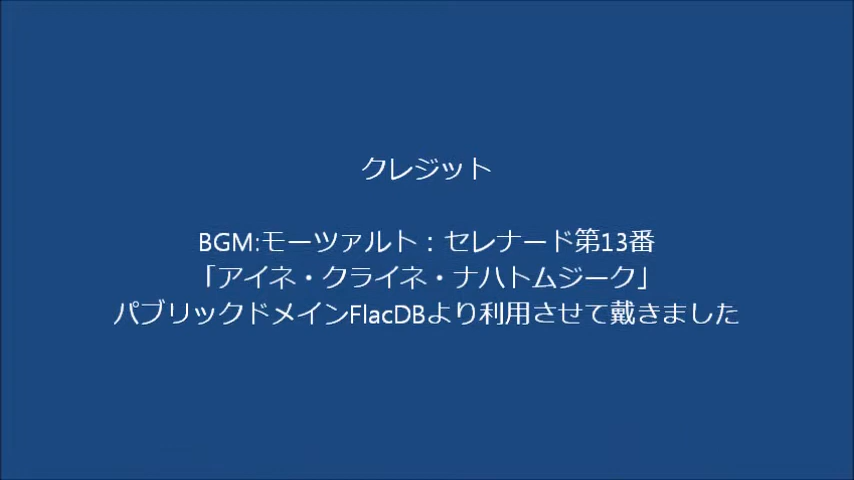 クレジット
BGM:モーツァルト：セレナード第13番
「アイネ・クライネ・ナハトムジーク」
パブリックドメインFlacDBより利用させて戴きました